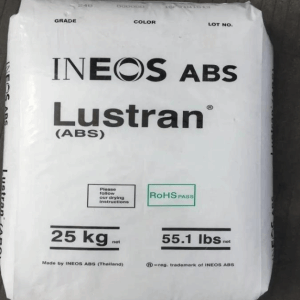 GRADE COLOR LOT NO.
INEOS ABS
Lustran®
(ABS)
Please
follow
our drying
instructions
RoHS PASS
25 kg net 55.1 lbs net
Made by INEOS ABS (Thailand) ®=reg. trademark of INEOS ABS
Lustran